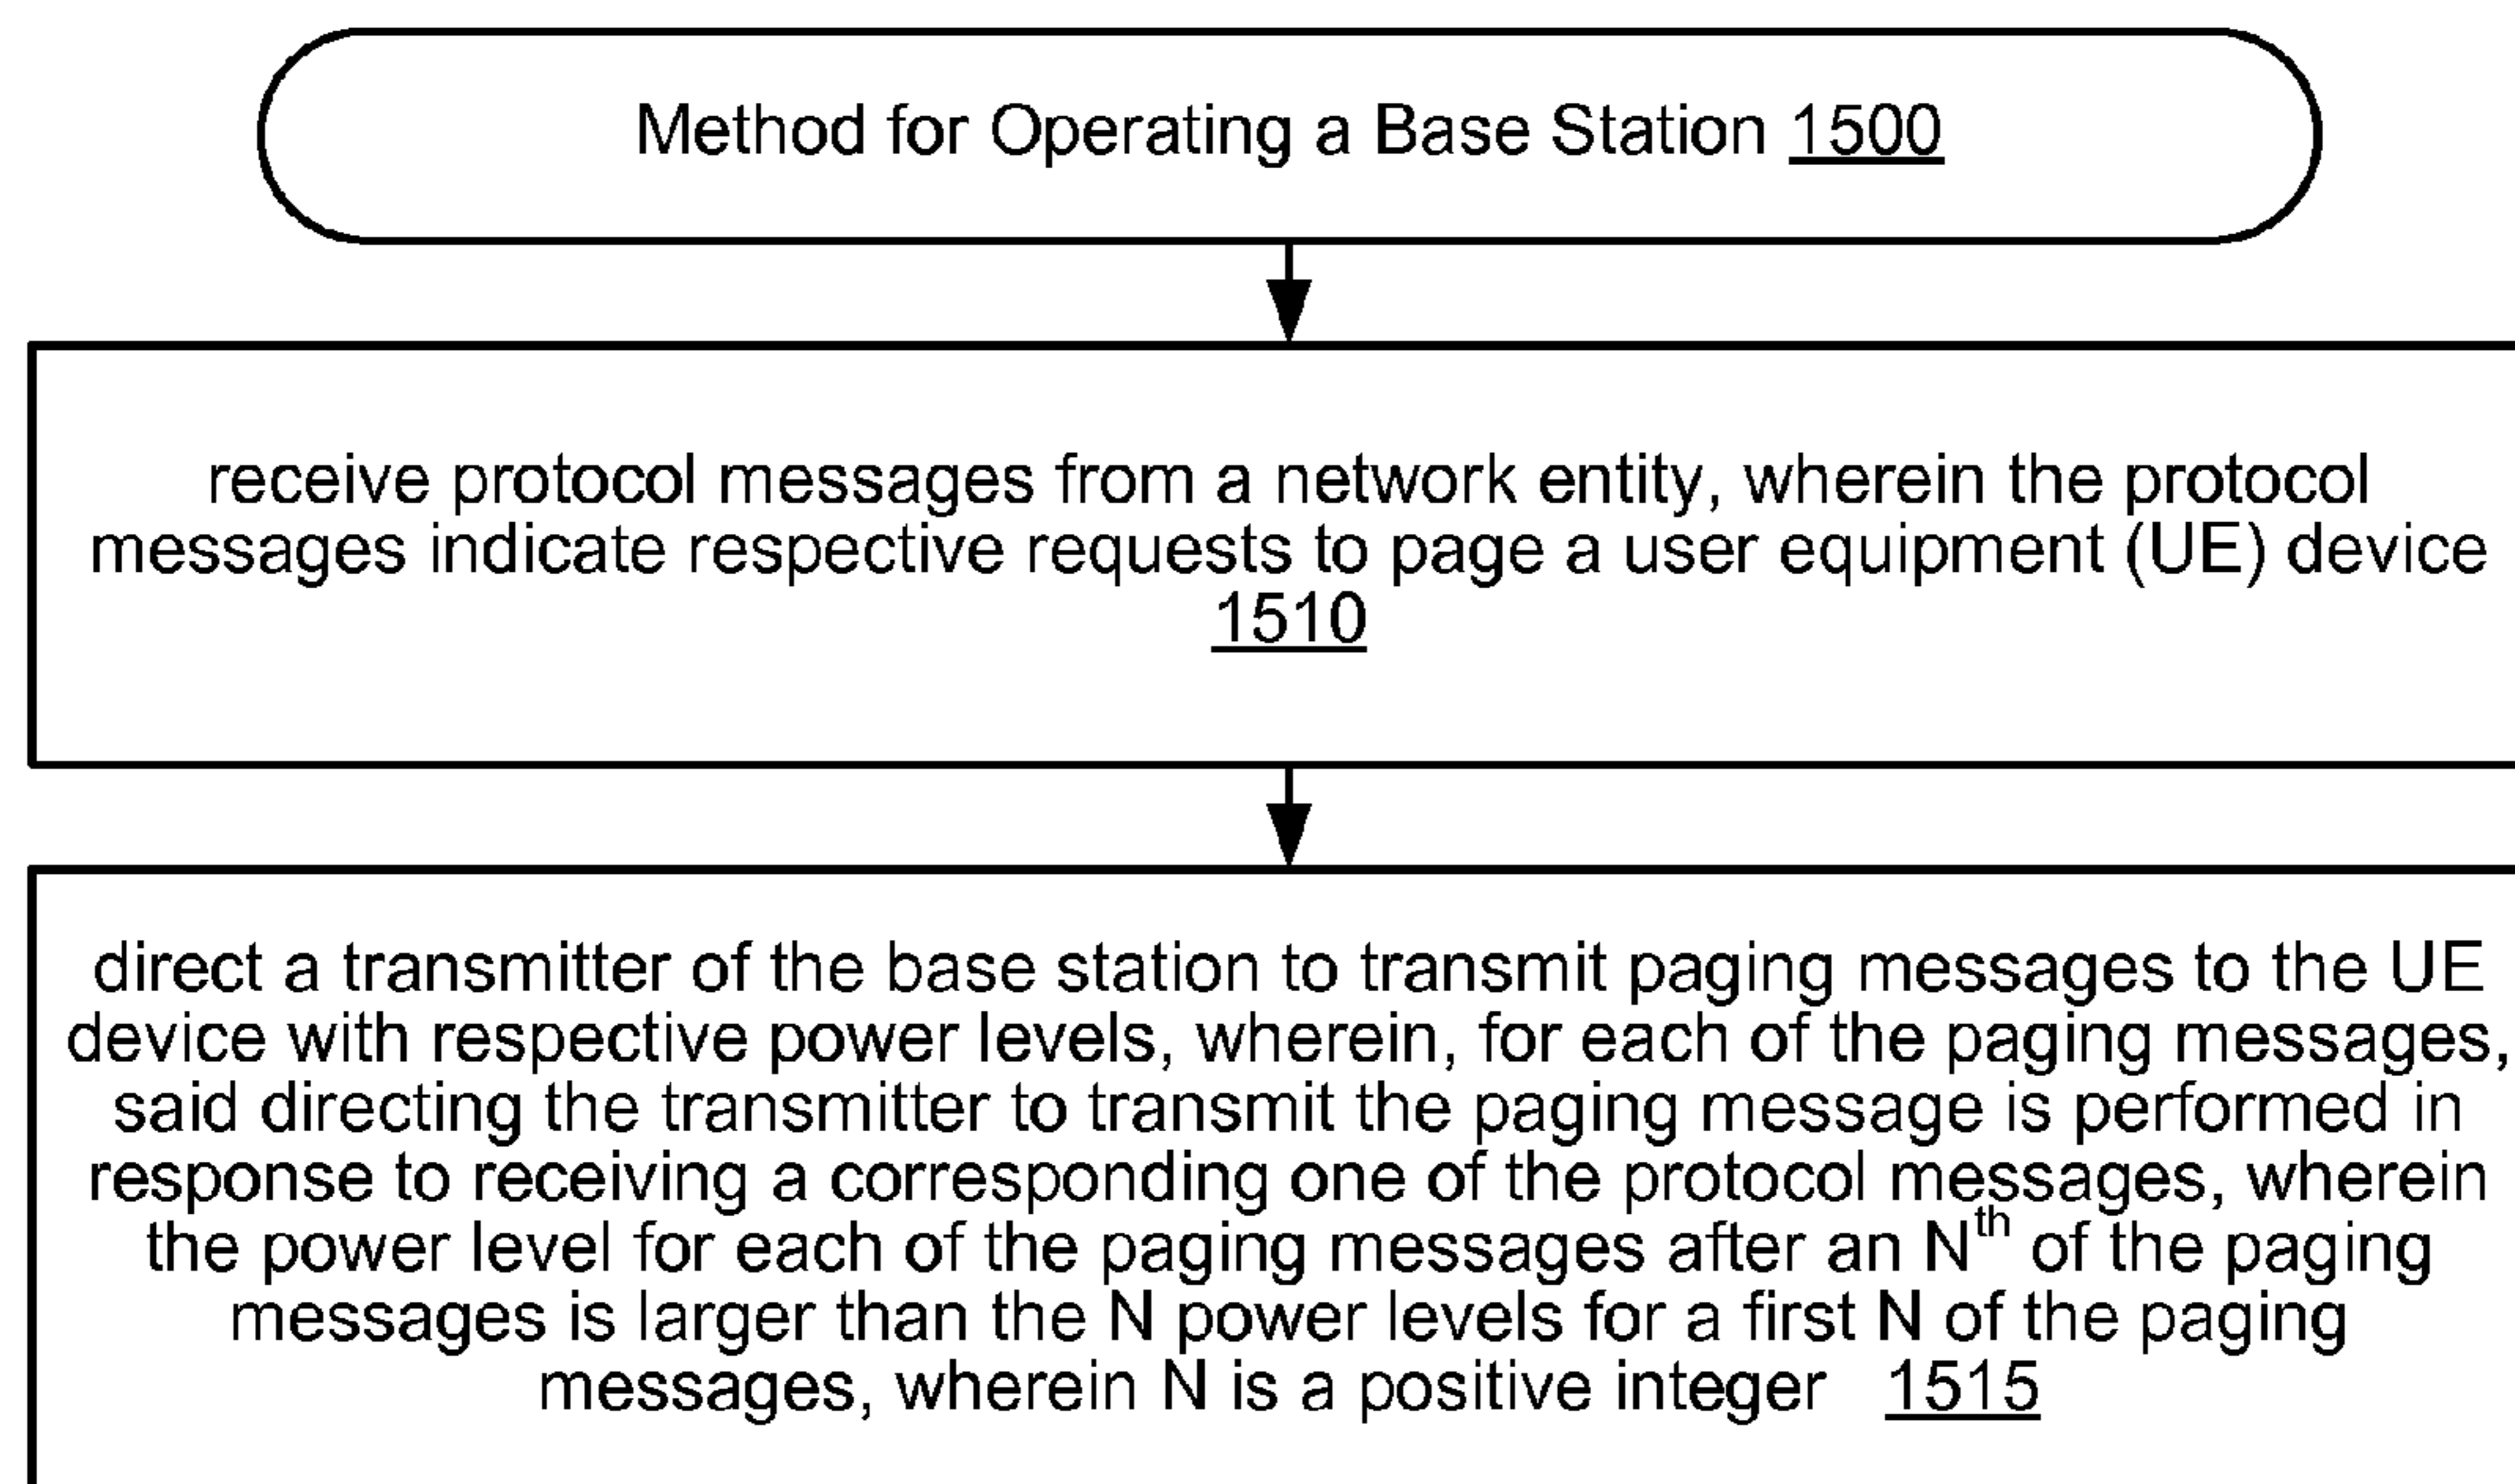 Method for Operating a Base Station 1500
receive protocol messages from a network entity, wherein the protocol
messages indicate respective requests to page a user equipment (UE) device
1510
direct a transmitter of the base station to transmit paging messages to the UE
device with respective power levels, wherein, for each of the paging messages,
said directing the transmitter to transmit the paging message is performed in
response to receiving a corresponding one of the protocol messages, wherein
the power level for each of the paging messages after an Nth of the paging
messages is larger than the N power levels for a first N of the paging
messages, wherein N is a positive integer 1515